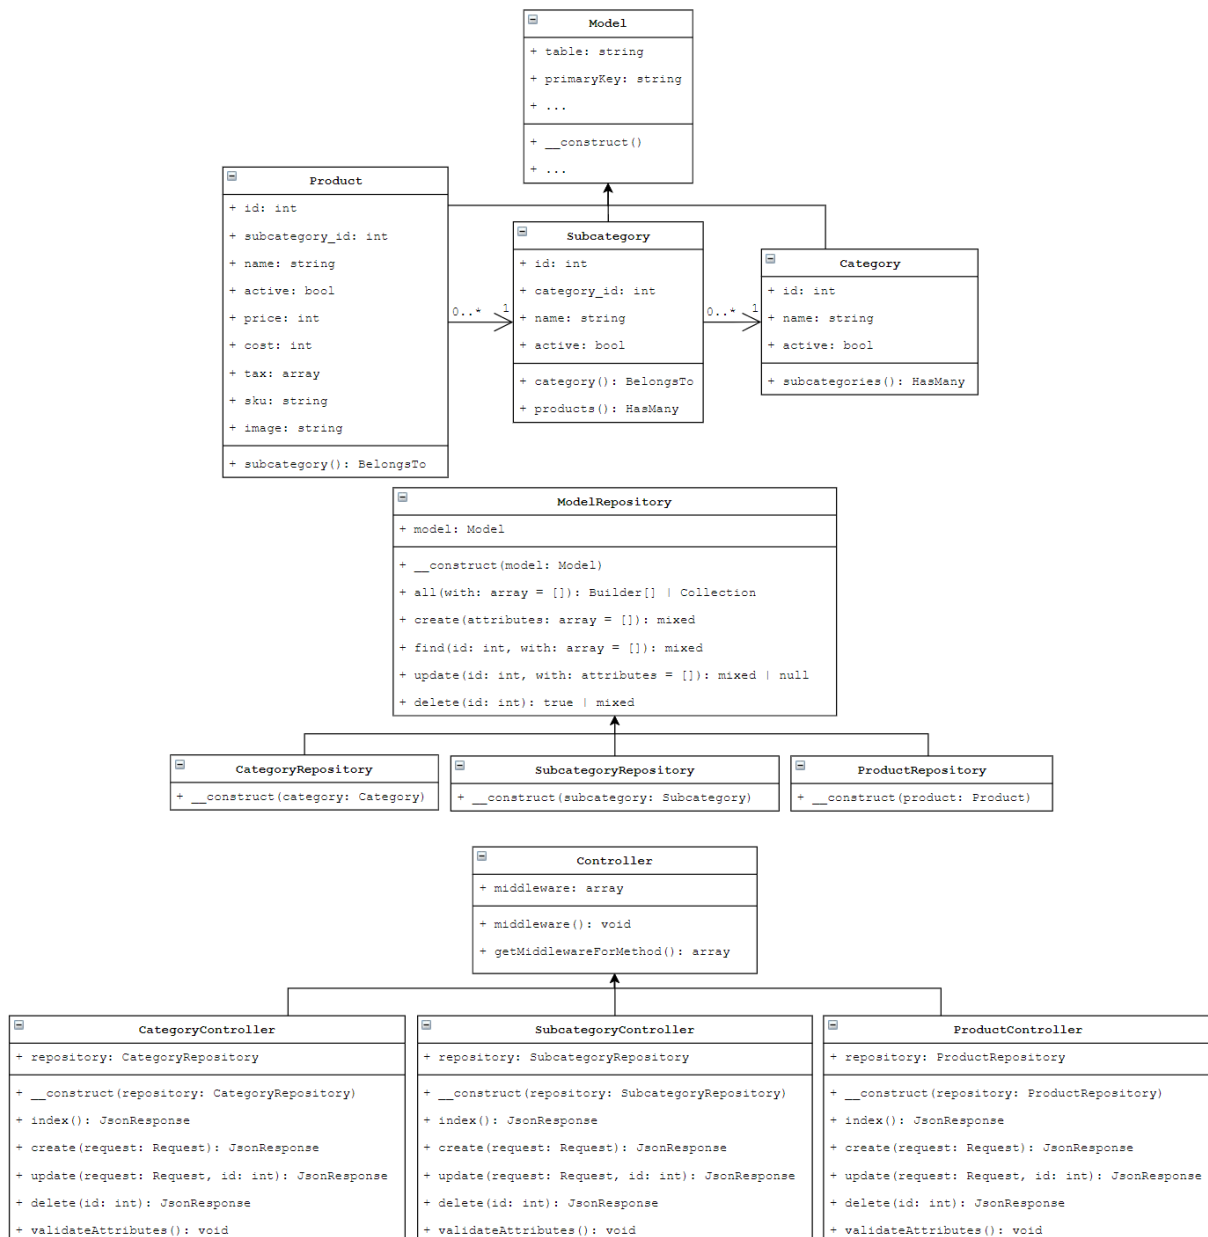 Model
+ table: string
+ primaryKey: string
+ ...
+ __construct()
+ ...
Product
+ id: int
+ subcategory_id: int
+ name: string
+ active: bool
+ price: int
+ cost: int
+ tax: array
+ sku: string
+ image: string
+ subcategory(): BelongsTo
0..* 1
Subcategory
+ id: int
+ category_id: int
+ name: string
+ active: bool
+ category(): BelongsTo
+ products(): HasMany
0..* 1
Category
+ id: int
+ name: string
+ active: bool
+ subcategories(): HasMany
ModelRepository
+ model: Model
+ __construct(model: Model)
+ all(with: array = []): Builder[] | Collection
+ create(attributes: array = []): mixed
+ find(id: int, with: array = []): mixed
+ update(id: int, with: attributes = []): mixed | null
+ delete(id: int): true | mixed
CategoryRepository
+ __construct(category: Category)
SubcategoryRepository
+ __construct(subcategory: Subcategory)
ProductRepository
+ __construct(product: Product)
Controller
+ middleware: array
+ middleware(): void
+ getMiddlewareForMethod(): array
CategoryController
+ repository: CategoryRepository
+ __construct(repository: CategoryRepository)
+ index(): JsonResponse
+ create(request: Request): JsonResponse
+ update(request: Request, id: int): JsonResponse
+ delete(id: int): JsonResponse
+ validateAttributes(): void
SubcategoryController
+ repository: SubcategoryRepository
+ __construct(repository: SubcategoryRepository)
+ index(): JsonResponse
+ create(request: Request): JsonResponse
+ update(request: Request, id: int): JsonResponse
+ delete(id: int): JsonResponse
+ validateAttributes(): void
ProductController
+ repository: ProductRepository
+ __construct(repository: ProductRepository)
+ index(): JsonResponse
+ create(request: Request): JsonResponse
+ update(request: Request, id: int): JsonResponse
+ delete(id: int): JsonResponse
+ validateAttributes(): void